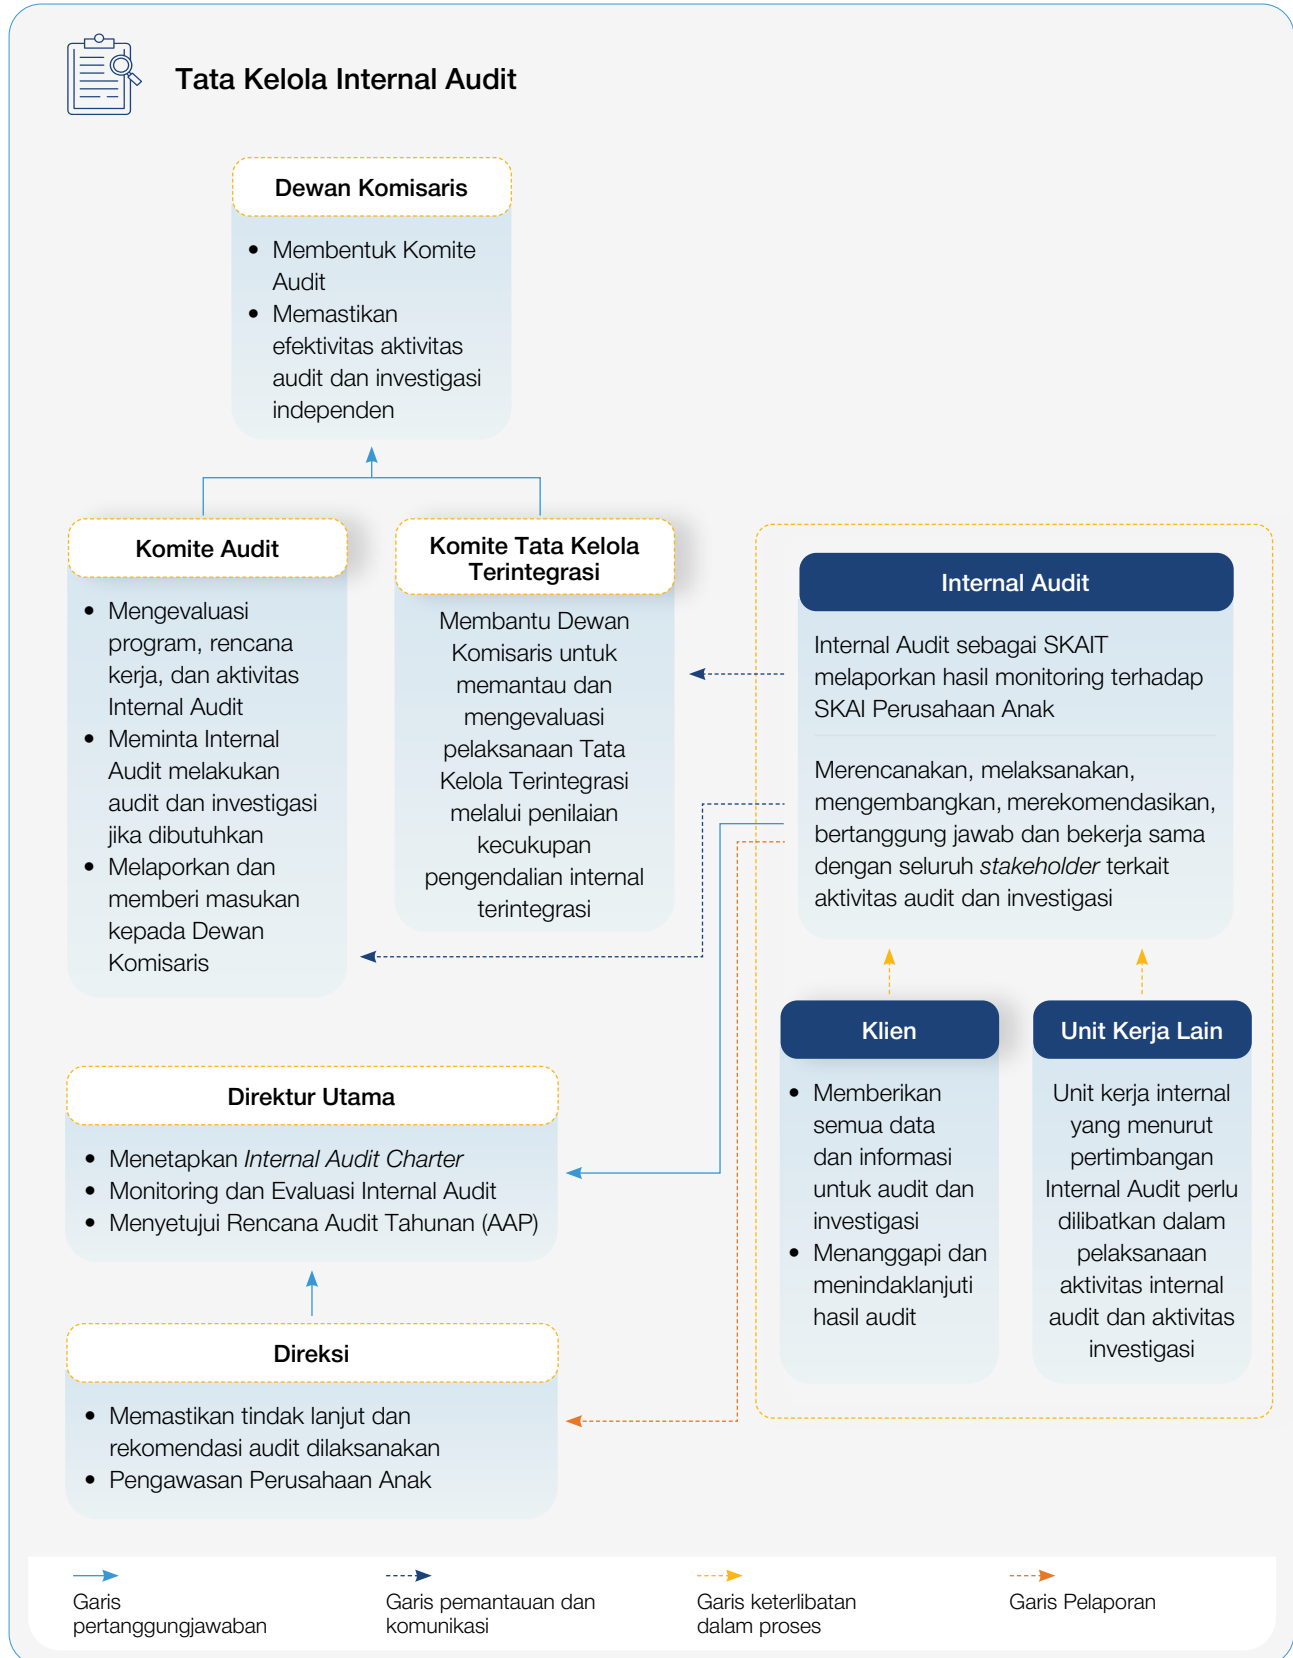 Tata Kelola Internal Audit
Dewan Komisaris
• Membentuk Komite
Audit
• Memastikan
efektivitas aktivitas
audit dan investigasi
independen
Komite Audit
• Mengevaluasi
program, rencana
kerja, dan aktivitas
Internal Audit
• Meminta Internal
Audit melakukan
audit dan investigasi
jika dibutuhkan
• Melaporkan dan
memberi masukan
kepada Dewan
Komisaris
Komite Tata Kelola
Terintegrasi
Membantu Dewan
Komisaris untuk
memantau dan
mengevaluasi
pelaksanaan Tata
Kelola Terintegrasi
melalui penilaian
kecukupan
pengendalian internal
terintegrasi
Internal Audit
Internal Audit sebagai SKAIT
melaporkan hasil monitoring terhadap
SKAI Perusahaan Anak
Merencanakan, melaksanakan,
mengembangkan, merekomendasikan,
bertanggung jawab dan bekerja sama
dengan seluruh stakeholder terkait
aktivitas audit dan investigasi
Klien
• Memberikan
semua data
dan informasi
untuk audit dan
investigasi
• Menanggapi dan
menindaklanjuti
hasil audit
Unit Kerja Lain
Unit kerja internal
yang menurut
pertimbangan
Internal Audit perlu
dilibatkan dalam
pelaksanaan
aktivitas internal
audit dan aktivitas
investigasi
Direktur Utama
• Menetapkan Internal Audit Charter
• Monitoring dan Evaluasi Internal Audit
• Menyetujui Rencana Audit Tahunan (AAP)
Direksi
• Memastikan tindak lanjut dan
rekomendasi audit dilaksanakan
• Pengawasan Perusahaan Anak
Garis
pertanggungjawaban
Garis pemantauan dan
komunikasi
Garis keterlibatan
dalam proses
Garis Pelaporan